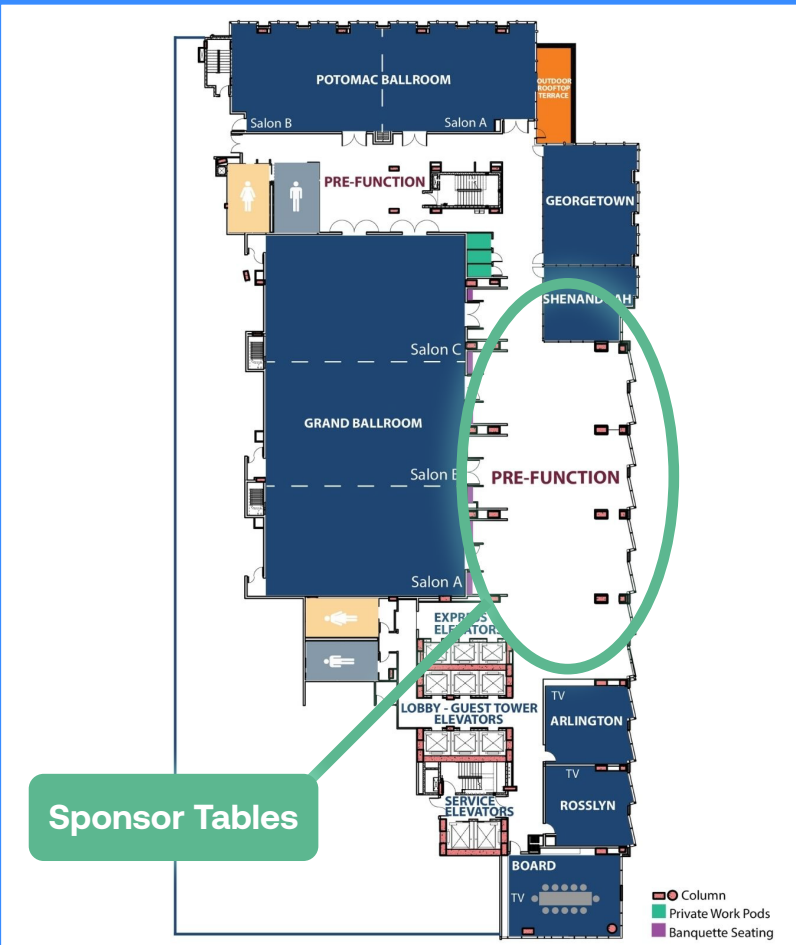 POTOMAC BALLROOM
OUTDOOR
ROOFTOP
TERRACE
Salon B
Salon A
PRE-FUNCTION
GEORGETOWN
SHENANDOAH
Salon C
GRAND BALLROOM
Salon B
PRE-FUNCTION
Salon A
EXPRESS
ELEVATORS
LOBBY - GUEST TOWER
ELEVATORS
TV
ARLINGTON
TV
ROSSLYN
Sponsor Tables
SERVICE
ELEVATORS
BOARD
TV
Column
Private Work Pods
Banquette Seating